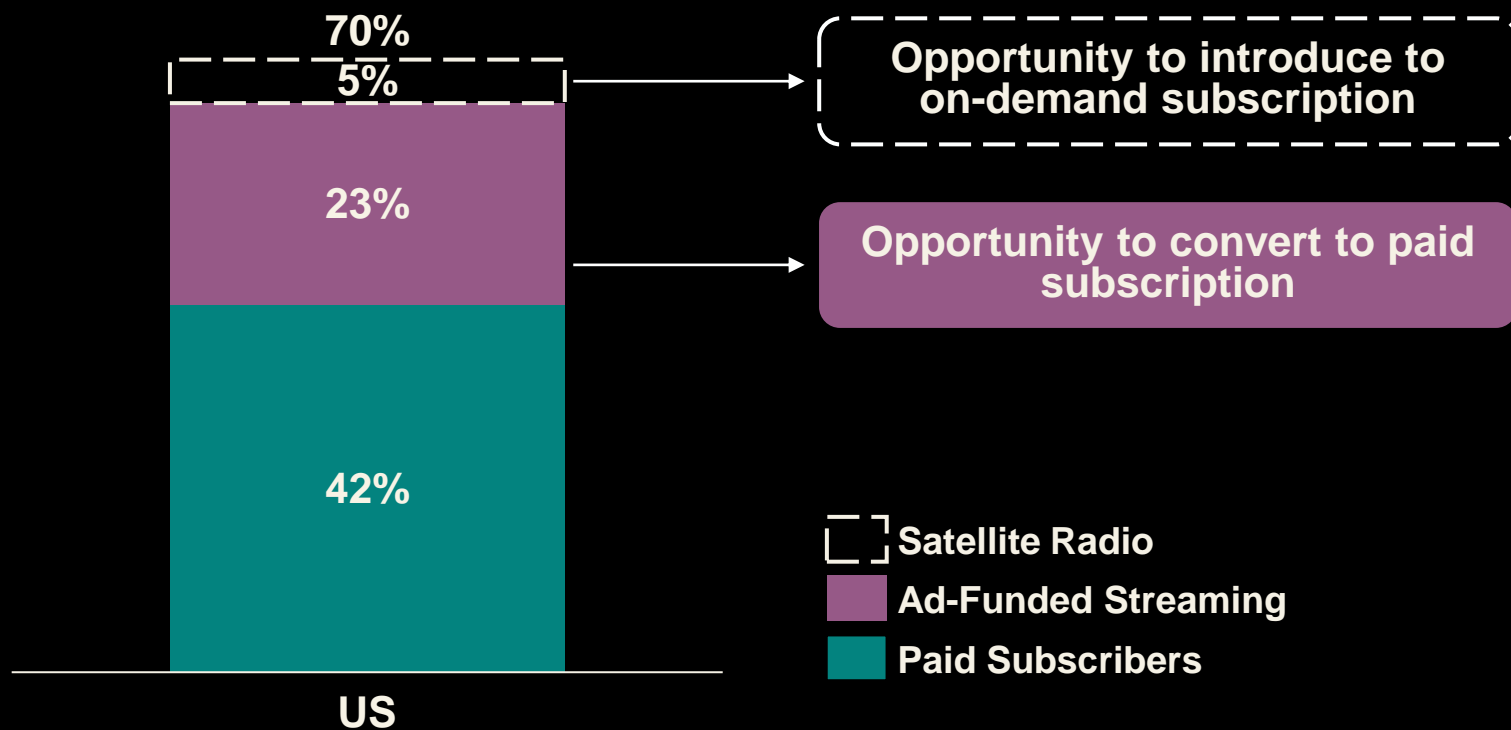 70%
5%
23%
42%
US
Opportunity to introduce to
on-demand subscription
Opportunity to convert to paid
subscription
Satellite Radio
Ad-Funded Streaming
Paid Subscribers